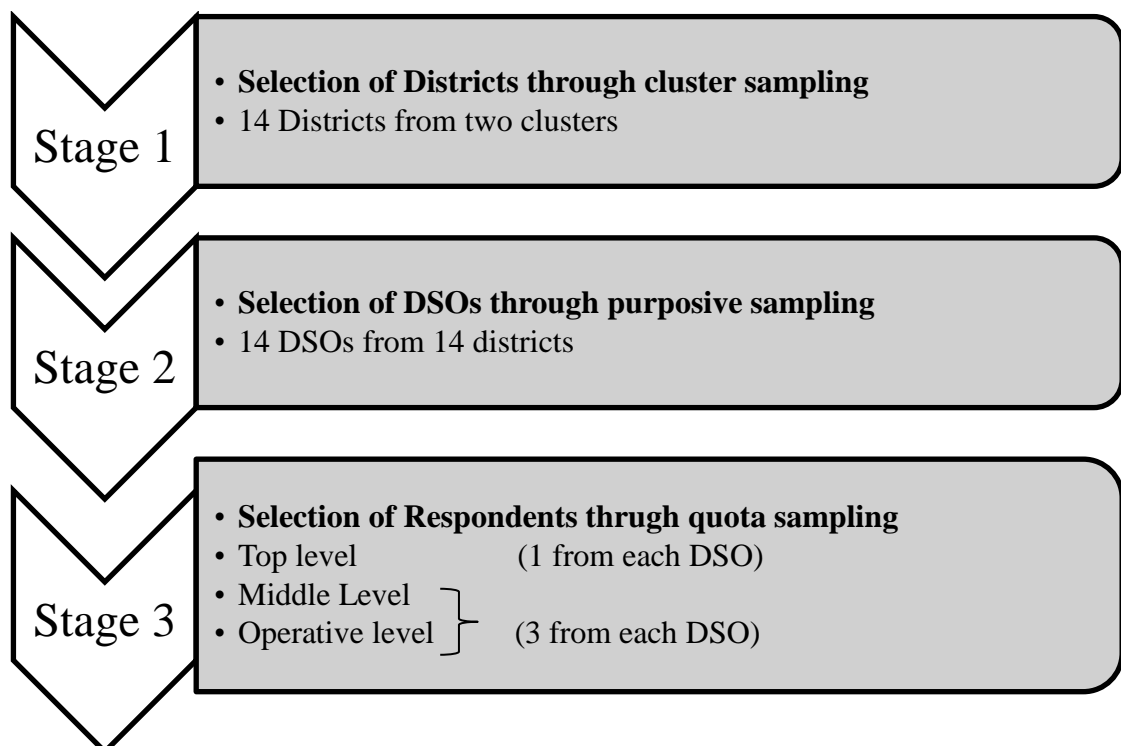 Stage 1
• Selection of Districts through cluster sampling
• 14 Districts from two clusters
Stage 2
• Selection of DSOs through purposive sampling
• 14 DSOs from 14 districts
Stage 3
• Selection of Respondents thrugh quota sampling
• Top level (1 from each DSO)
• Middle Level
• Operative level (3 from each DSO)